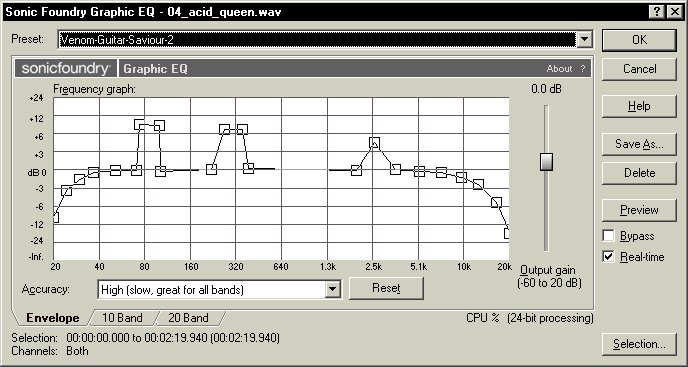 Sonic Foundry Graphic EQ - 04_acid_queen.wav
Preset: Venom-Guitar-Saviour-2
OK
sonicfoundry Graphic EQ About ?
Cancel
Frequency graph:
0.0 dB
Help
+24
+12
+6
+3
dB 0
-3
-6
-12
-24
-Inf.
20 40 80 160 320 640 1.3k 2.5k 5.1k 10k 20k
Save As...
Delete
Preview
Bypass
Real-time
Output gain
(-60 to 20 dB)
Accuracy: High (slow, great for all bands) Reset
Envelope 10 Band 20 Band
CPU % (24-bit processing)
Selection: 00:00:00.000 to 00:02:19.940 (00:02:19.940)
Channels: Both
Selection...